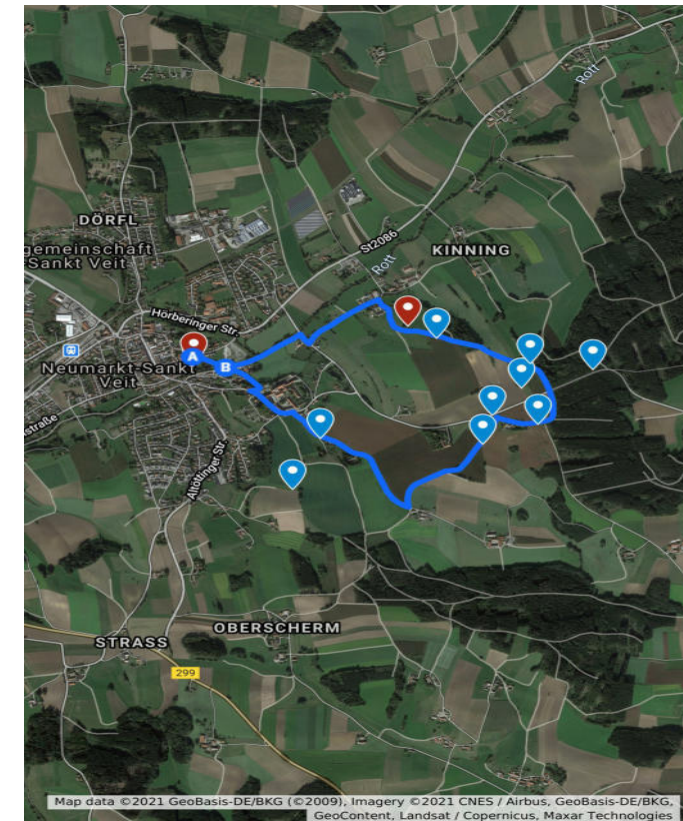 Rott
DÖRFL
gemeinschaft
Sankt Veit
St2086
Rott
KINNING
Hörberinger Str.
A
B
Neumarkt-Sankt
Veit
straße
Altöttinger Str.
OBERSCHERM
STRASS
299
Map data ©2021 GeoBasis-DE/BKG (©2009), Imagery ©2021 CNES / Airbus, GeoBasis-DE/BKG,
GeoContent, Landsat / Copernicus, Maxar Technologies